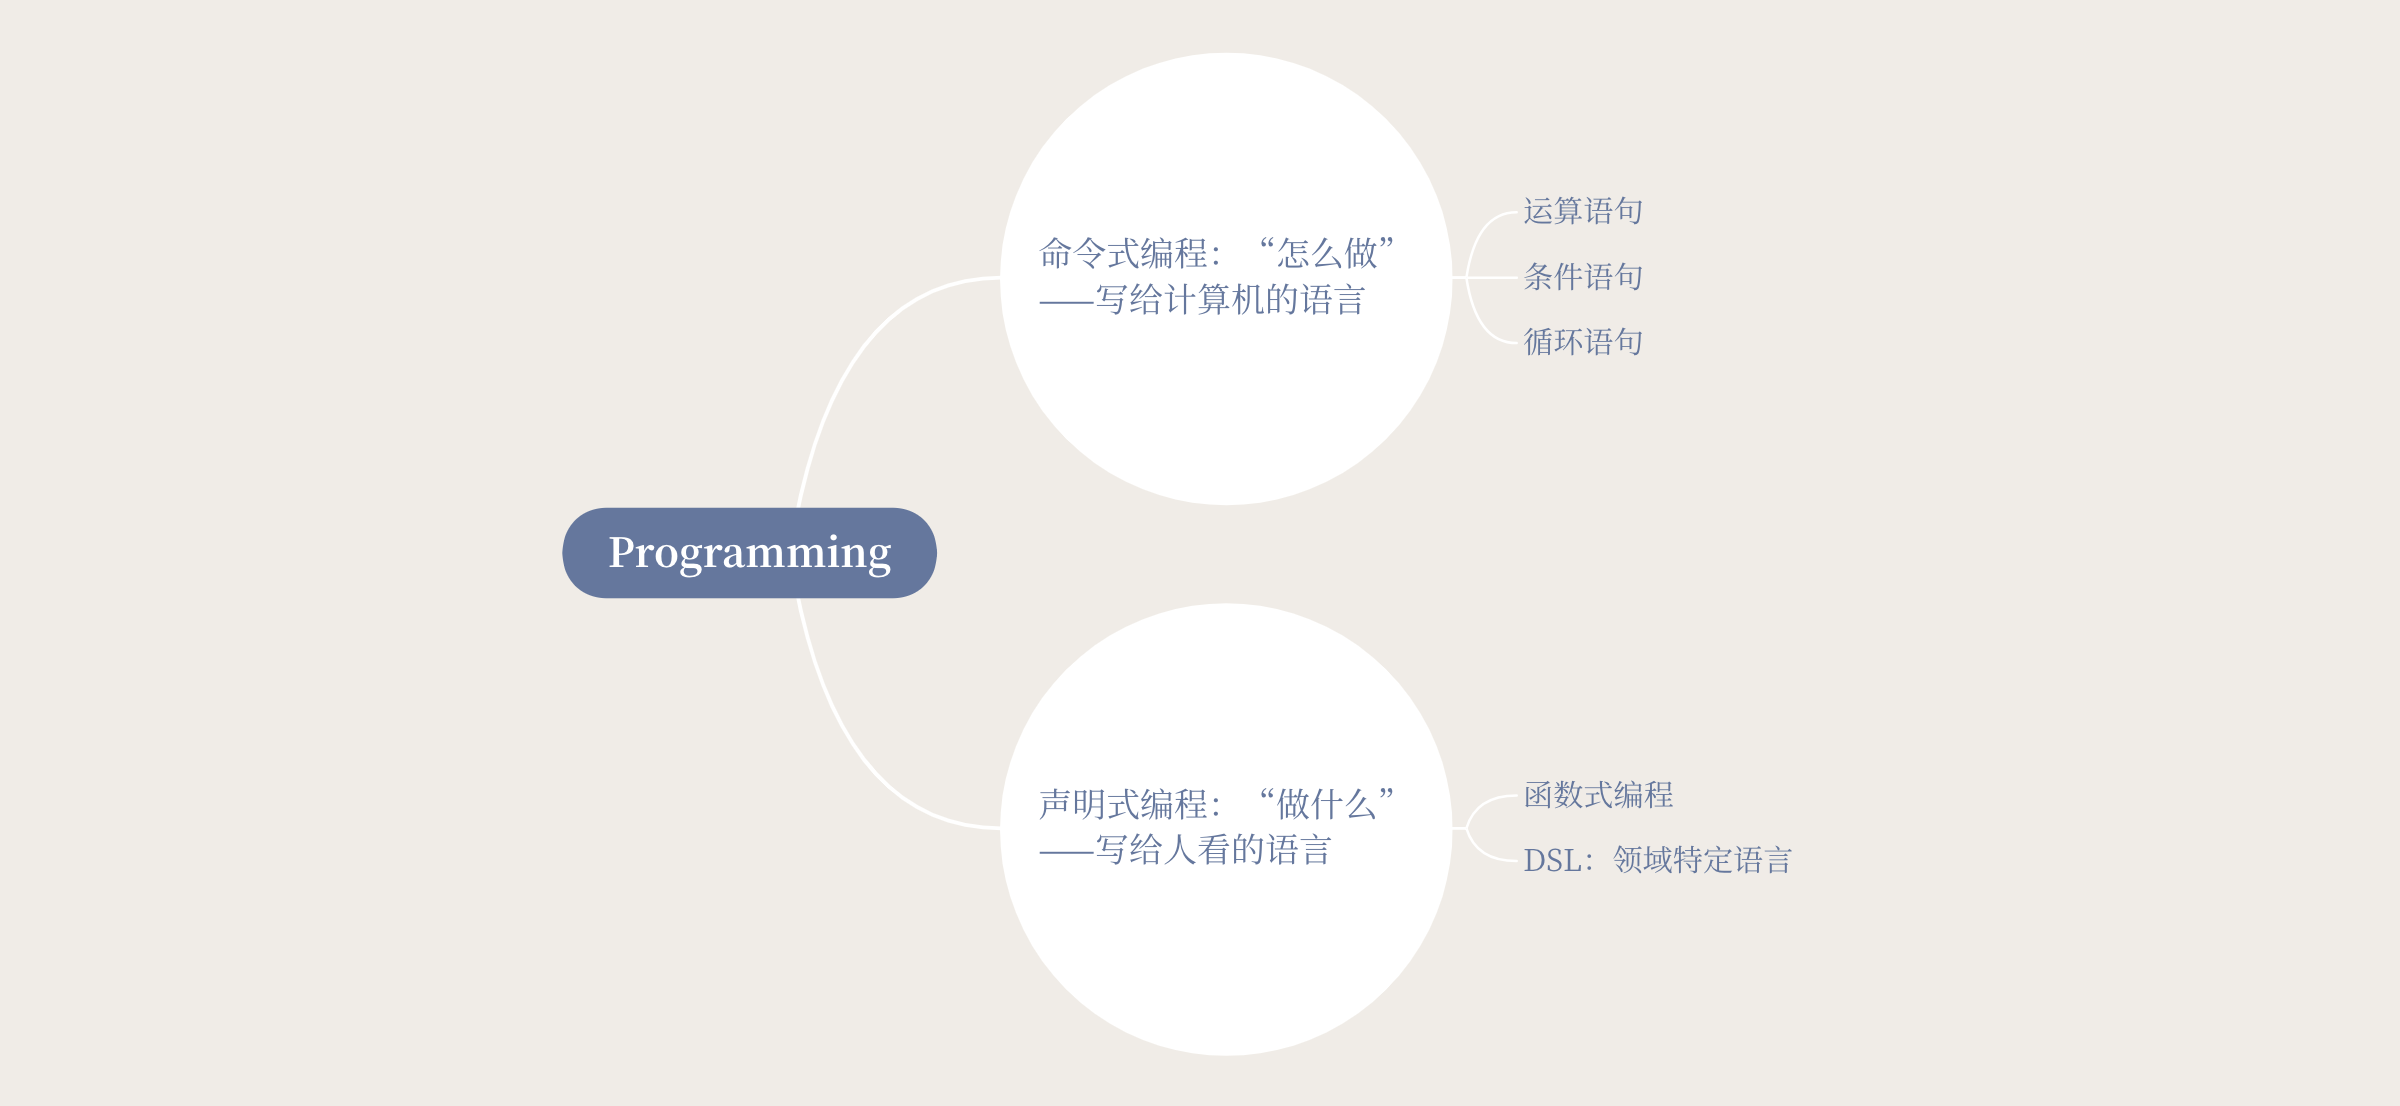 Programming
命令式编程：“怎么做”
——写给计算机的语言
运算语句
条件语句
循环语句
声明式编程：“做什么”
——写给人看的语言
函数式编程
DSL：领域特定语言